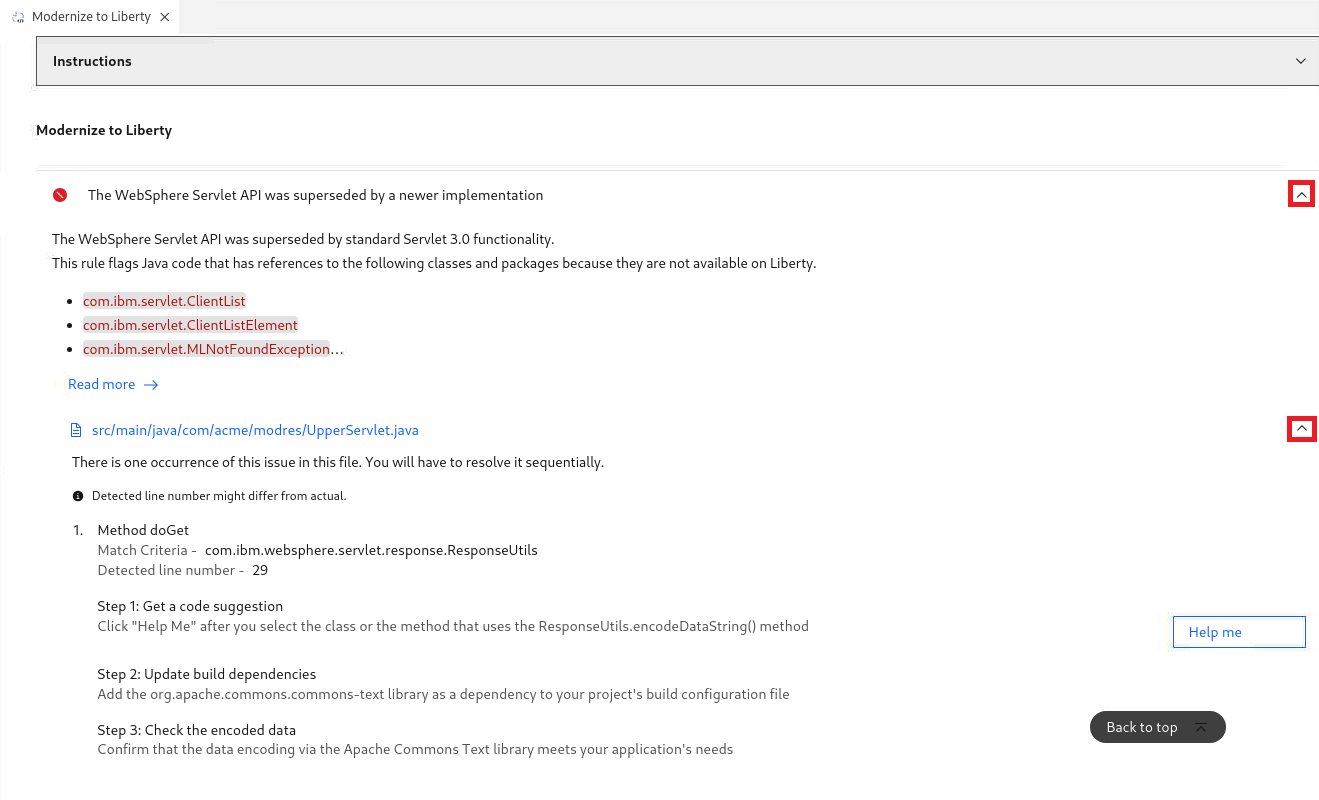 Modernize to Liberty
Instructions
Modernize to Liberty
The WebSphere Servlet API was superseded by a newer implementation
The WebSphere Servlet API was superseded by standard Servlet 3.0 functionality.
This rule flags Java code that has references to the following classes and packages because they are not available on Liberty.
• com.ibm.servlet.ClientList
• com.ibm.servlet.ClientListElement
• com.ibm.servlet.MLNotFoundException...
Read more →
src/main/java/com/acme/modres/UpperServlet.java
There is one occurrence of this issue in this file. You will have to resolve it sequentially.
Detected line number might differ from actual.
1. Method doGet
Match Criteria - com.ibm.websphere.servlet.response.ResponseUtils
Detected line number - 29
Step 1: Get a code suggestion
Click "Help Me" after you select the class or the method that uses the ResponseUtils.encodeDataString() method
Help me
Step 2: Update build dependencies
Add the org.apache.commons.commons-text library as a dependency to your project's build configuration file
Step 3: Check the encoded data
Confirm that the data encoding via the Apache Commons Text library meets your application's needs
Back to top